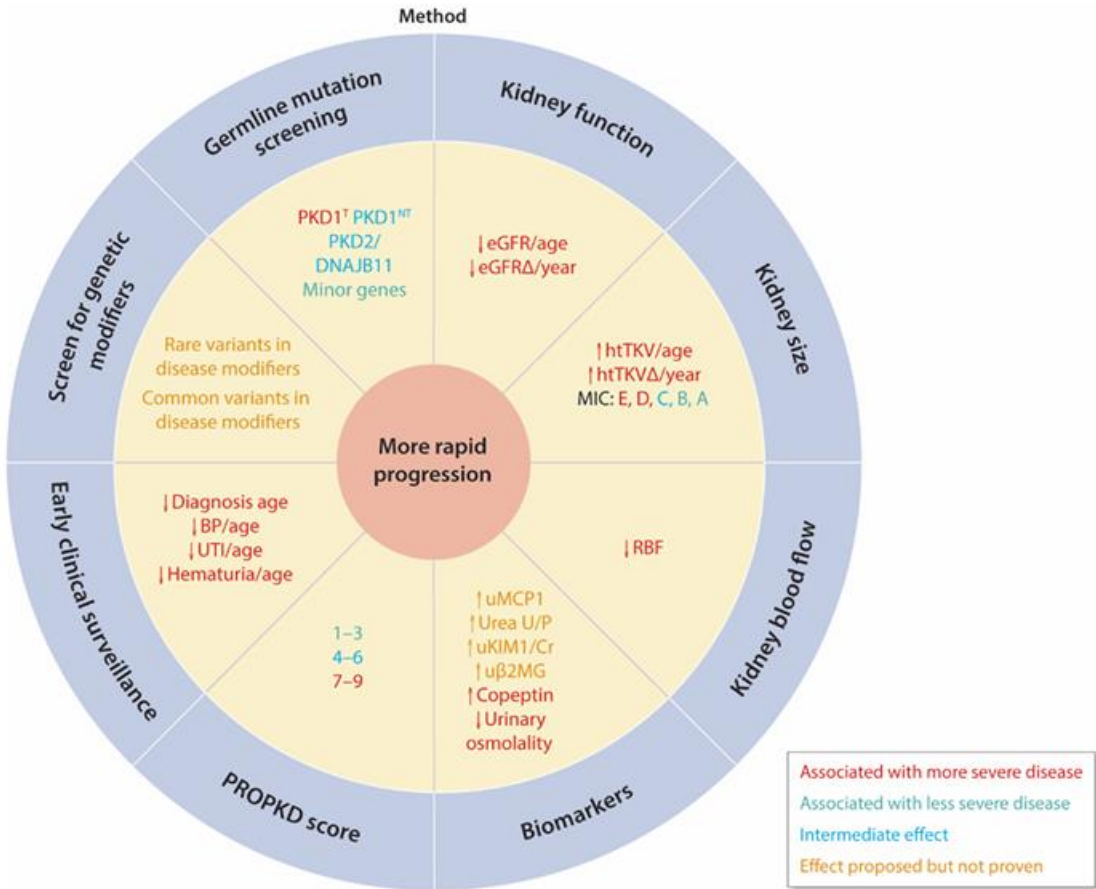 Method
Germline mutation
screening
PKD1ᵀ PKD1ᴺᵀ
PKD2/
DNAJB11
Minor genes
Kidney function
↓eGFR/age
↓eGFRΔ/year
Kidney size
↑htTKV/age
↑htTKVΔ/year
MIC: E, D, C, B, A
Kidney blood flow
↓RBF
Biomarkers
↑uMCP1
↑Urea U/P
↑uKIM1/Cr
↑uβ2MG
↑Copeptin
↓Urinary
osmolality
PROPKD score
1–3
4–6
7–9
Early clinical surveillance
↓Diagnosis age
↓BP/age
↓UTI/age
↓Hematuria/age
Screen for genetic
modifiers
Rare variants in
disease modifiers
Common variants in
disease modifiers
More rapid
progression
Associated with more severe disease
Associated with less severe disease
Intermediate effect
Effect proposed but not proven